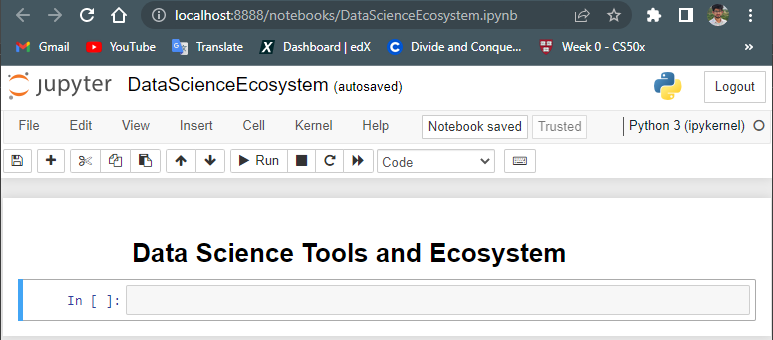 localhost:8888/notebooks/DataScienceEcosystem.ipynb
Gmail YouTube Translate Dashboard | edX Divide and Conque... Week 0 - CS50x »
jupyter DataScienceEcosystem (autosaved) Logout
File Edit View Insert Cell Kernel Help Notebook saved Trusted Python 3 (ipykernel)
Run Code
Data Science Tools and Ecosystem
In [ ]: